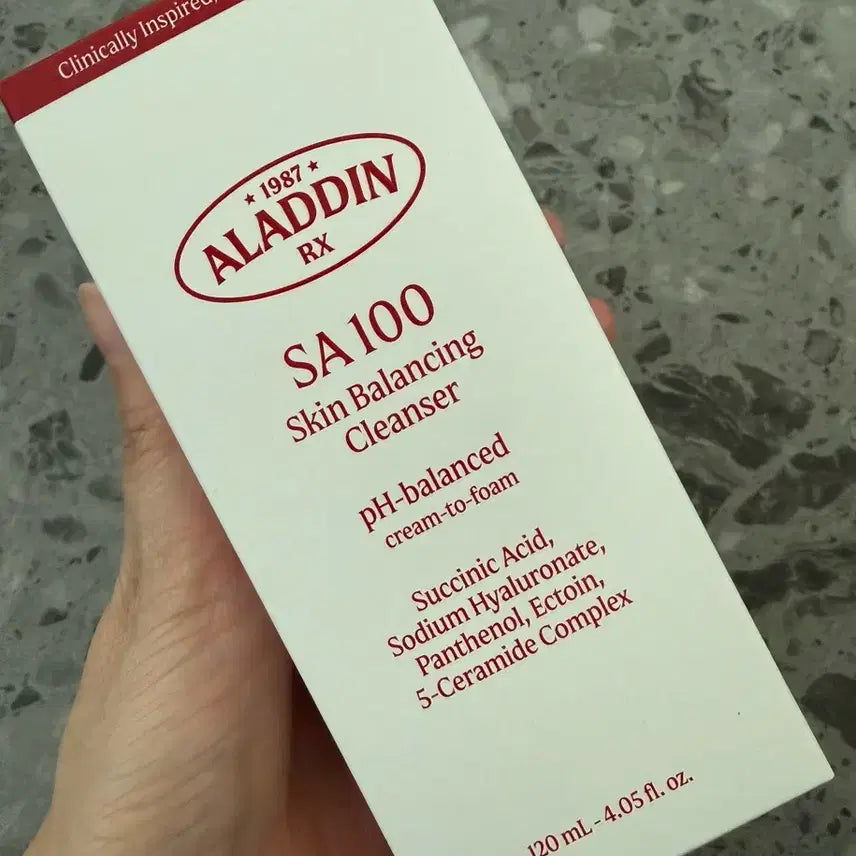 Clinically Inspired,
★ 1987 ★
ALADDIN
RX
SA 100
Skin Balancing
Cleanser
pH-balanced
cream-to-foam
Succinic Acid,
Sodium Hyaluronate,
Panthenol, Ectoin,
5-Ceramide Complex
120 mL - 4.05 fl. oz.